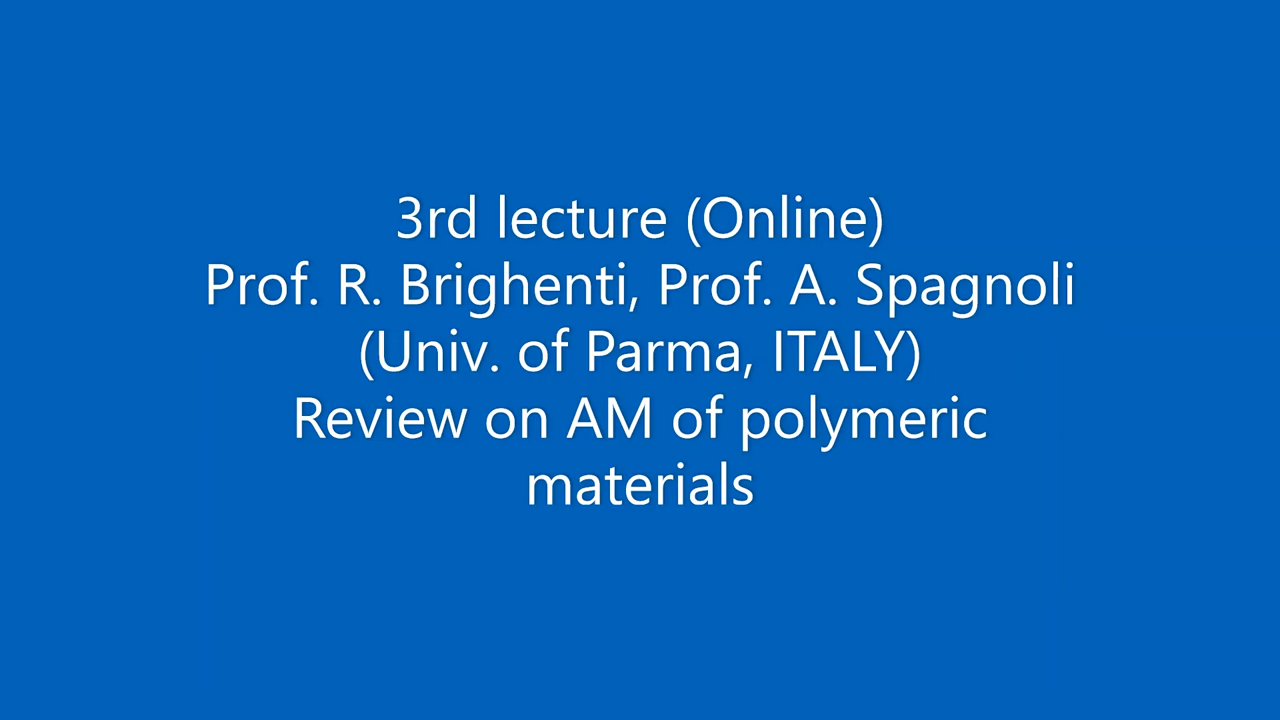 3rd lecture (Online)
Prof. R. Brighenti, Prof. A. Spagnoli
(Univ. of Parma, ITALY)
Review on AM of polymeric
materials